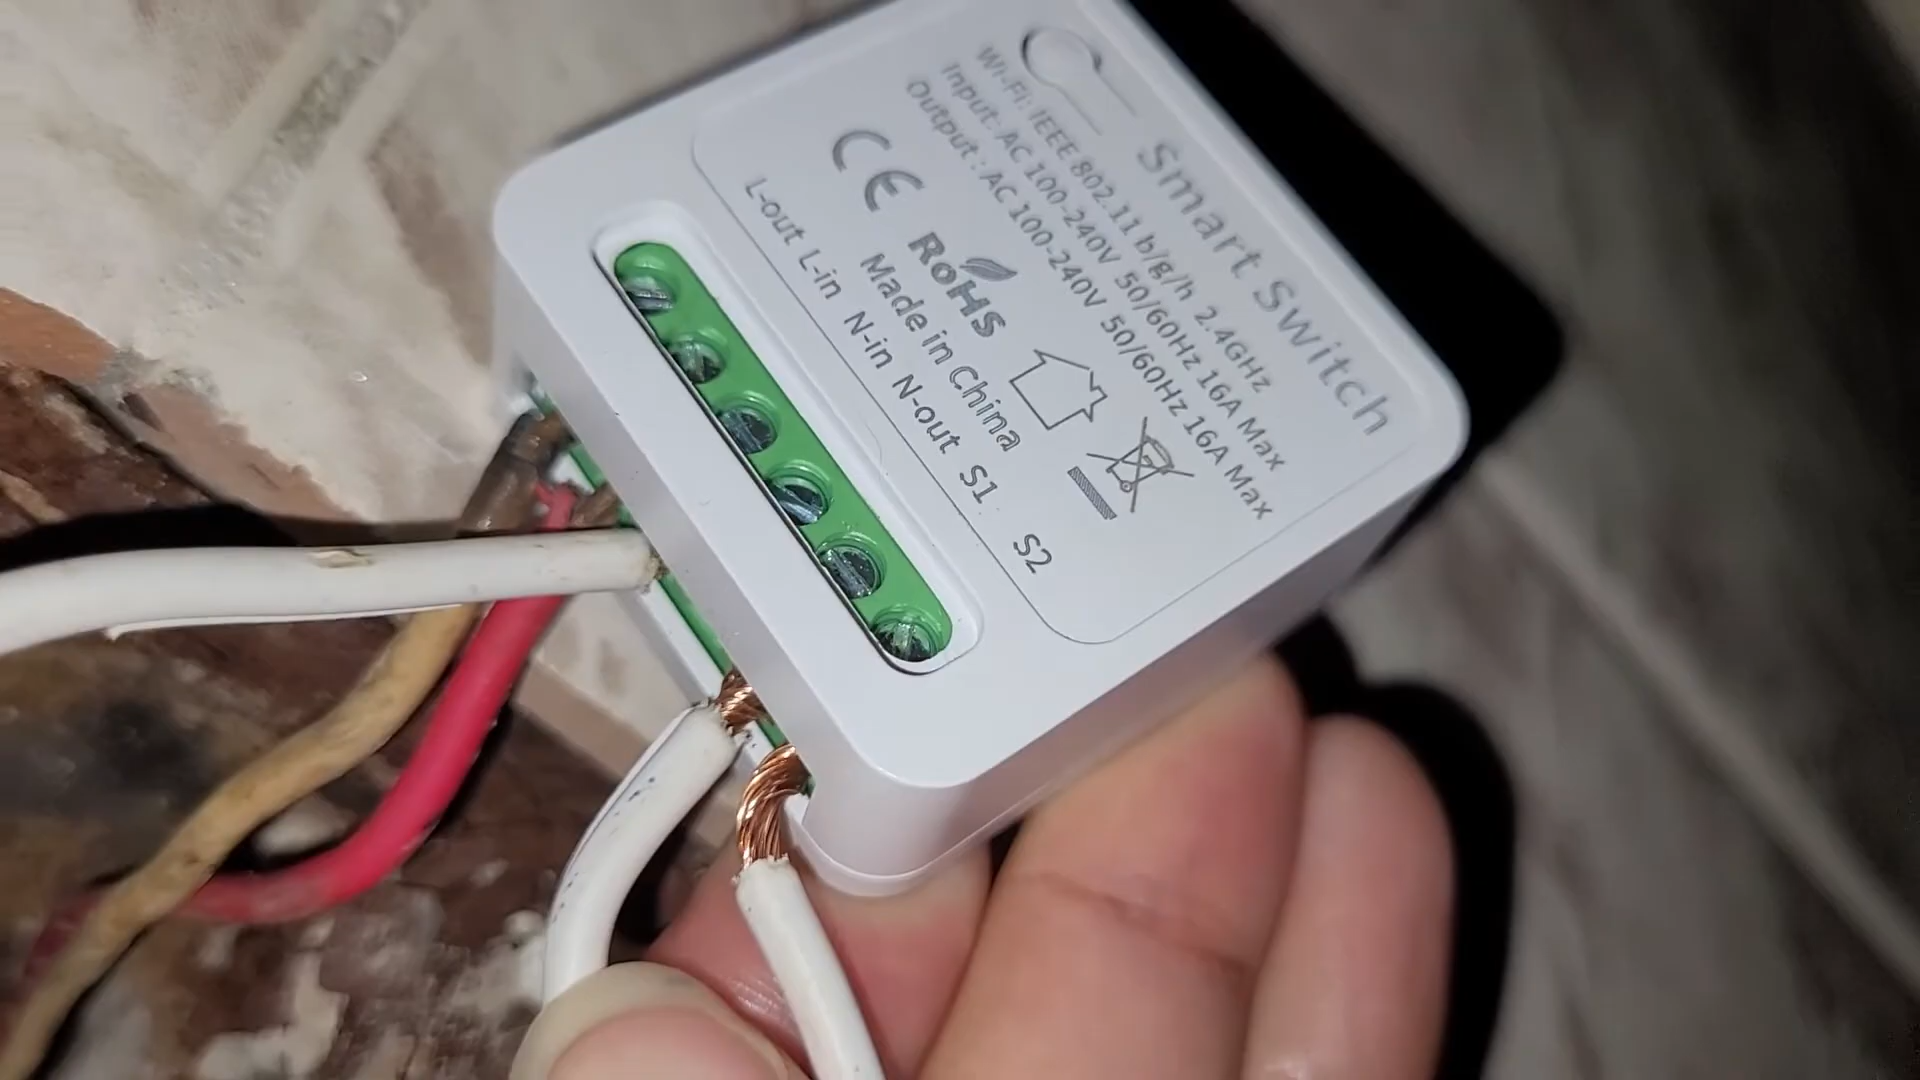 Smart Switch
Wi-Fi: IEEE 802.11 b/g/h 2.4GHz
Input: AC 100-240V 50/60Hz 16A Max
Output: AC 100-240V 50/60Hz 16A Max
CE RoHS
Made in China
L-out L-in N-in N-out S1 S2